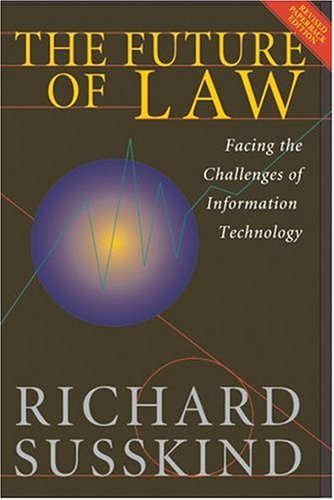 THE FUTURE
OF LAW
REVISED
PAPERBACK
EDITION
Facing the
Challenges of
Information
Technology
RICHARD
SUSSKIND